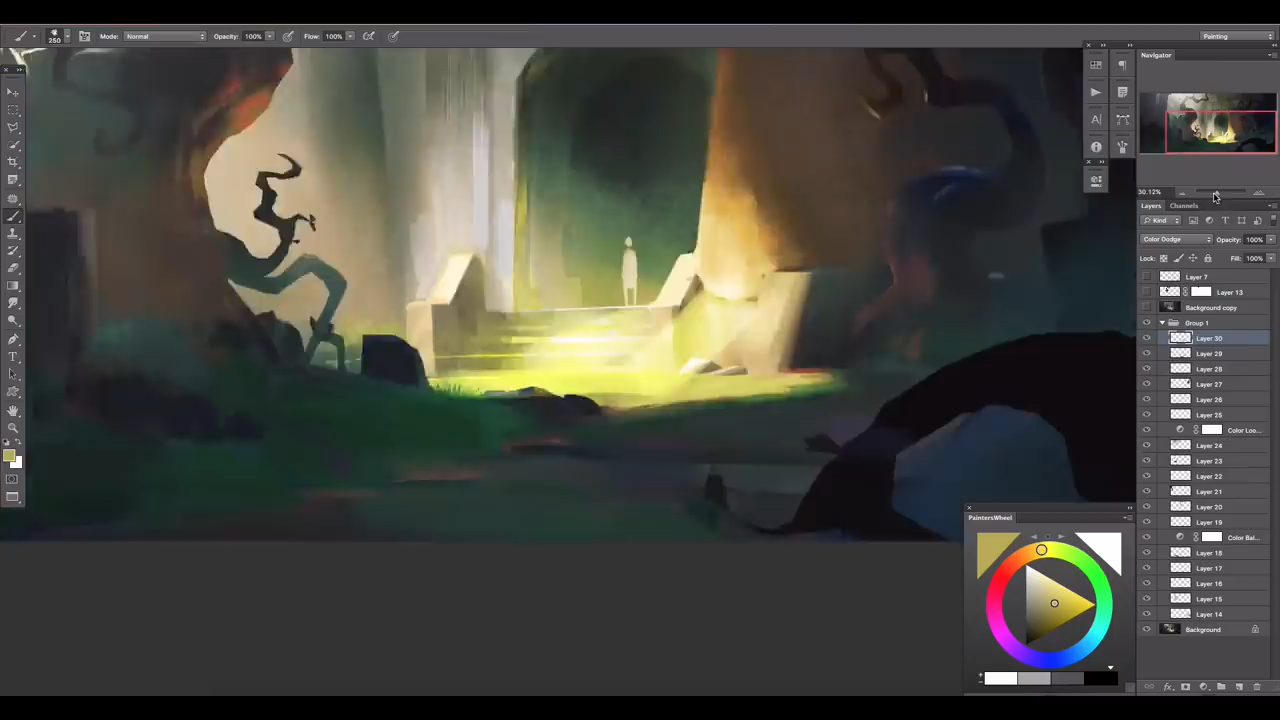 250 Mode: Normal Opacity: 100% Flow: 100% Painting
Navigator
30.12%
Layers Channels
Kind
Color Dodge Opacity: 100%
Lock: Fill: 100%
Layer 7
Layer 13
Background copy
Group 1
Layer 30
Layer 29
Layer 28
Layer 27
Layer 26
Layer 25
Color Loo...
Layer 24
Layer 23
Layer 22
Layer 21
Layer 20
Layer 19
Color Bal...
Layer 18
Layer 17
Layer 16
Layer 15
Layer 14
Background
PaintersWheel